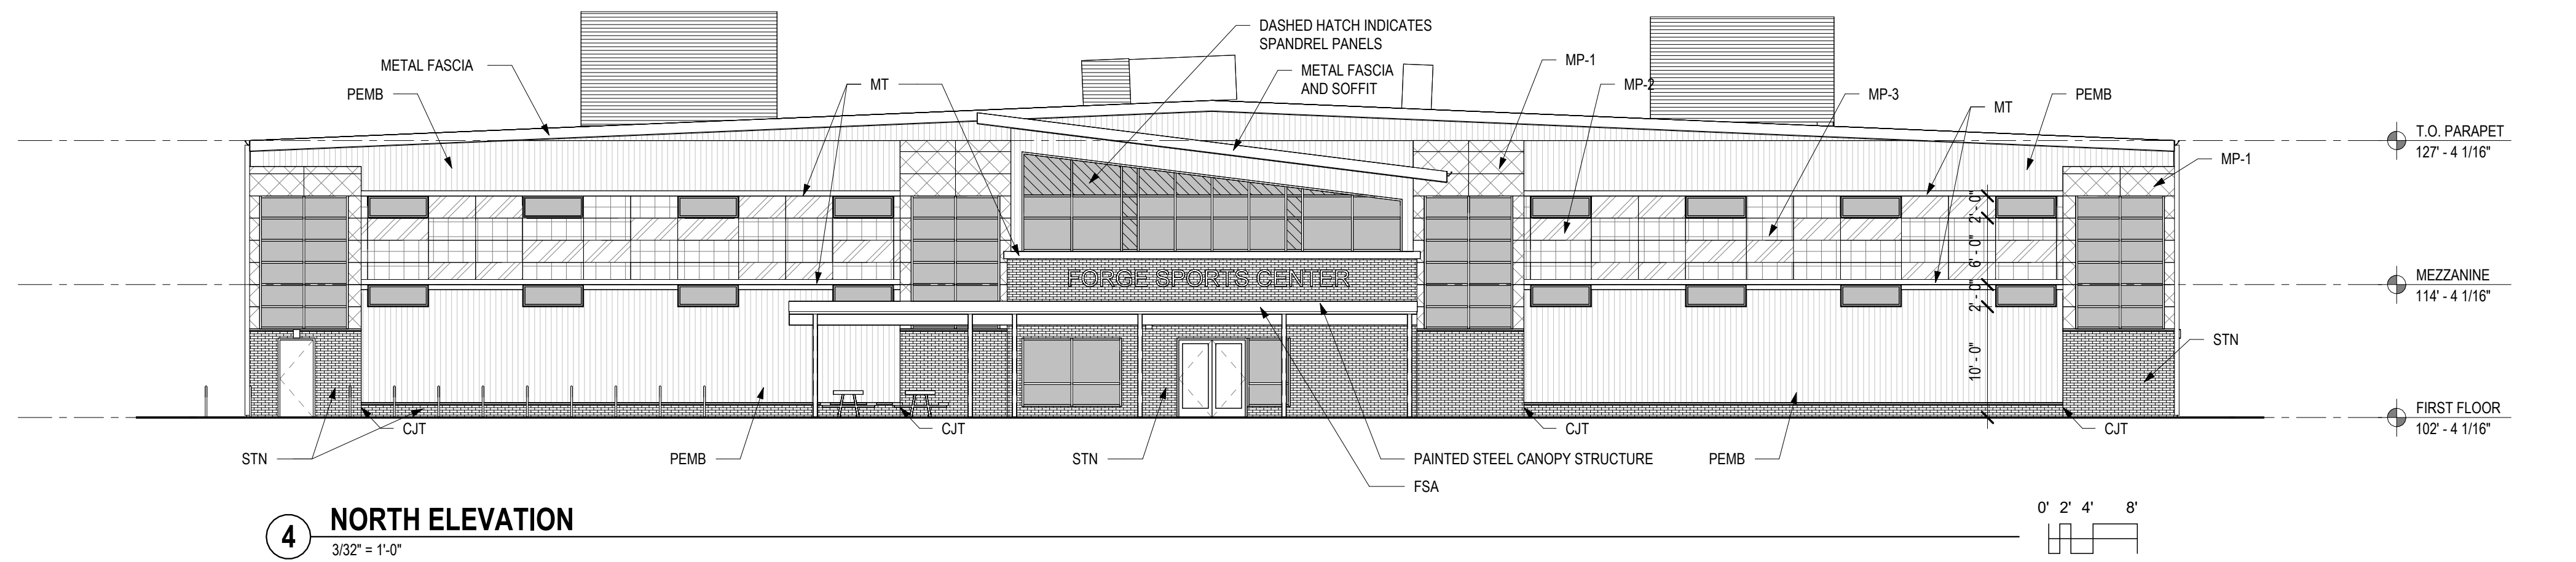 DASHED HATCH INDICATES
SPANDREL PANELS
METAL FASCIA
AND SOFFIT
METAL FASCIA
PEMB
MT
MP-1
MP-2
MP-3
MT
PEMB
T.O. PARAPET
127' - 4 1/16"
MP-1
2' - 0"
6' - 0"
FORGE SPORTS CENTER
MEZZANINE
114' - 4 1/16"
2' - 0"
STN
10' - 0"
FIRST FLOOR
102' - 4 1/16"
CJT
CJT
CJT
CJT
STN
PEMB
STN
PAINTED STEEL CANOPY STRUCTURE
PEMB
FSA
4
NORTH ELEVATION
3/32" = 1'-0"
0' 2' 4' 8'